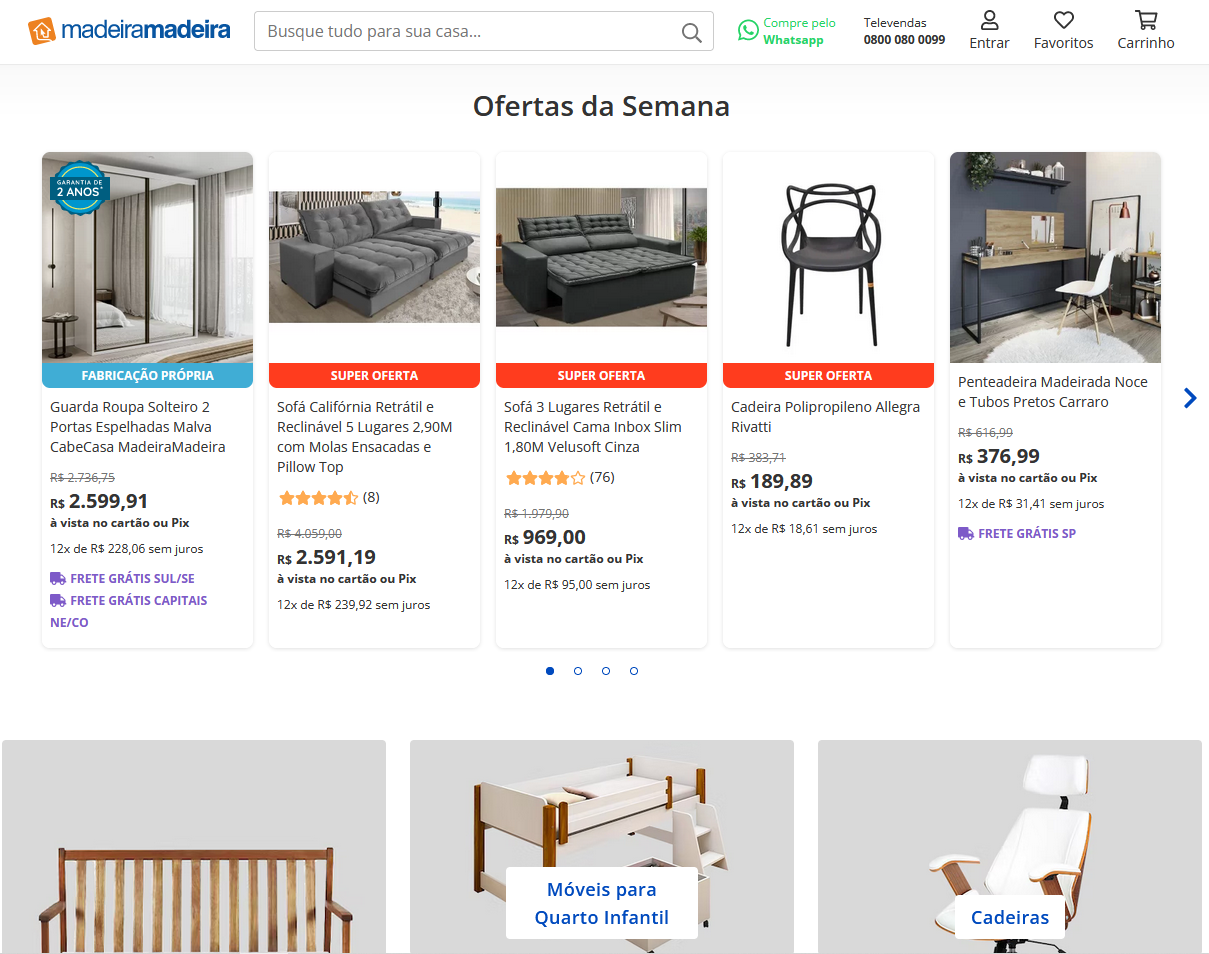 madeiramadeira
Busque tudo para sua casa...
Compre pelo
Whatsapp
Televendas
0800 080 0099
Entrar
Favoritos
Carrinho
Ofertas da Semana
GARANTIA DE
2 ANOS*
FABRICAÇÃO PRÓPRIA
Guarda Roupa Solteiro 2
Portas Espelhadas Malva
CabeCasa MadeiraMadeira
R$ 2.736,75
R$ 2.599,91
à vista no cartão ou Pix
12x de R$ 228,06 sem juros
FRETE GRÁTIS SUL/SE
FRETE GRÁTIS CAPITAIS
NE/CO
SUPER OFERTA
Sofá Califórnia Retrátil e
Reclinável 5 Lugares 2,90M
com Molas Ensacadas e
Pillow Top
(8)
R$ 4.059,00
R$ 2.591,19
à vista no cartão ou Pix
12x de R$ 239,92 sem juros
SUPER OFERTA
Sofá 3 Lugares Retrátil e
Reclinável Cama Inbox Slim
1,80M Velusoft Cinza
(76)
R$ 1.979,90
R$ 969,00
à vista no cartão ou Pix
12x de R$ 95,00 sem juros
SUPER OFERTA
Cadeira Polipropileno Allegra
Rivatti
R$ 383,71
R$ 189,89
à vista no cartão ou Pix
12x de R$ 18,61 sem juros
Penteadeira Madeirada Noce
e Tubos Pretos Carraro
R$ 616,99
R$ 376,99
à vista no cartão ou Pix
12x de R$ 31,41 sem juros
FRETE GRÁTIS SP
Móveis para
Quarto Infantil
Cadeiras